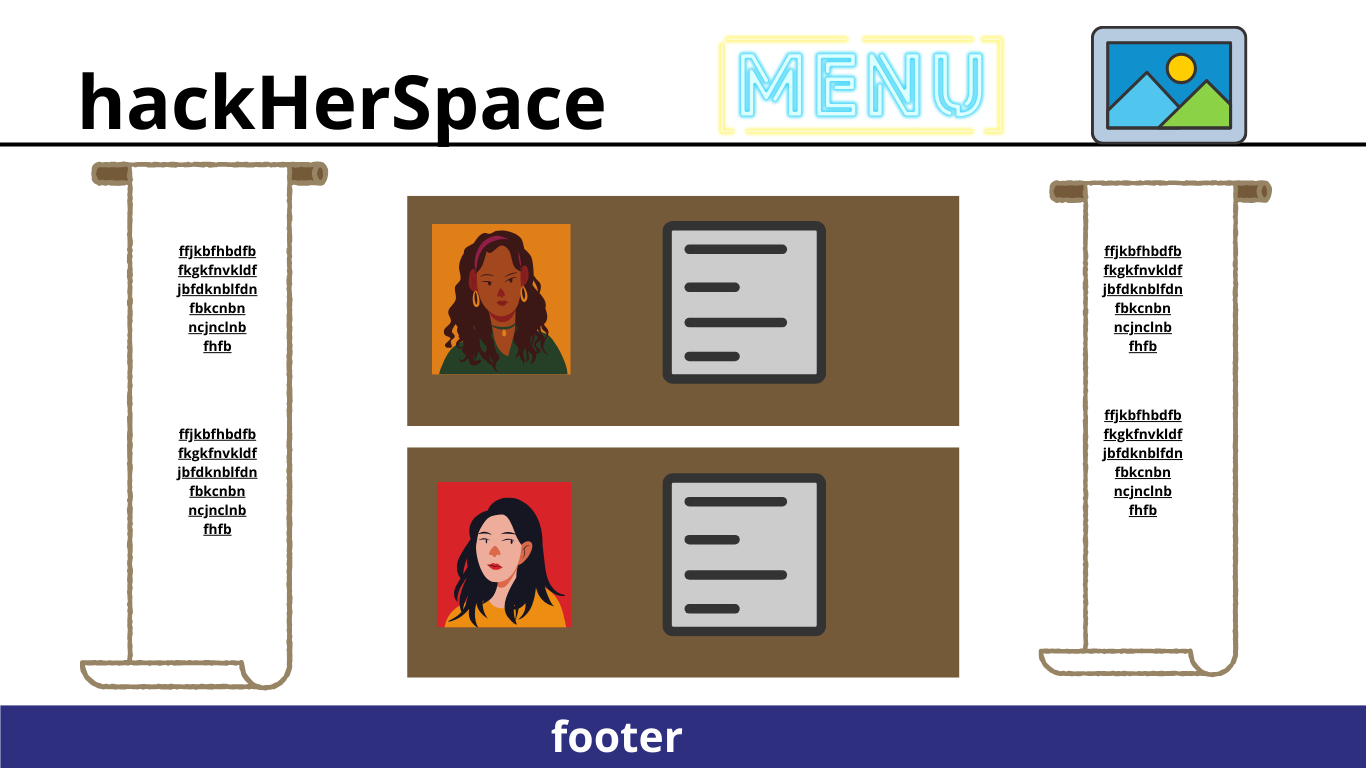 hackHerSpace
MENU
ffjkbfhbdfb
fkgkfnvkldf
jbfdknblfdn
fbkcnbn
ncjnclnb
fhfb
ffjkbfhbdfb
fkgkfnvkldf
jbfdknblfdn
fbkcnbn
ncjnclnb
fhfb
ffjkbfhbdfb
fkgkfnvkldf
jbfdknblfdn
fbkcnbn
ncjnclnb
fhfb
ffjkbfhbdfb
fkgkfnvkldf
jbfdknblfdn
fbkcnbn
ncjnclnb
fhfb
footer